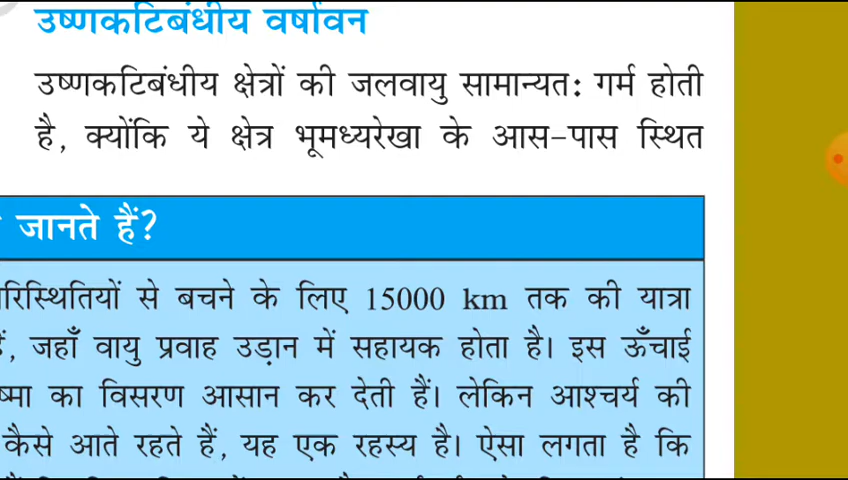 उष्णकटिबंधीय वर्षावन
उष्णकटिबंधीय क्षेत्रों की जलवायु सामान्यत: गर्म होती
है, क्योंकि ये क्षेत्र भूमध्यरेखा के आस-पास स्थित
जानते हैं?
से बचने के लिए 15000 km तक की यात्रा
जहाँ वायु प्रवाह उड़ान में सहायक होता है। इस ऊँचाई
का विसरण आसान कर देती हैं। लेकिन आश्चर्य की
कैसे आते रहते हैं, यह एक रहस्य है। ऐसा लगता है कि